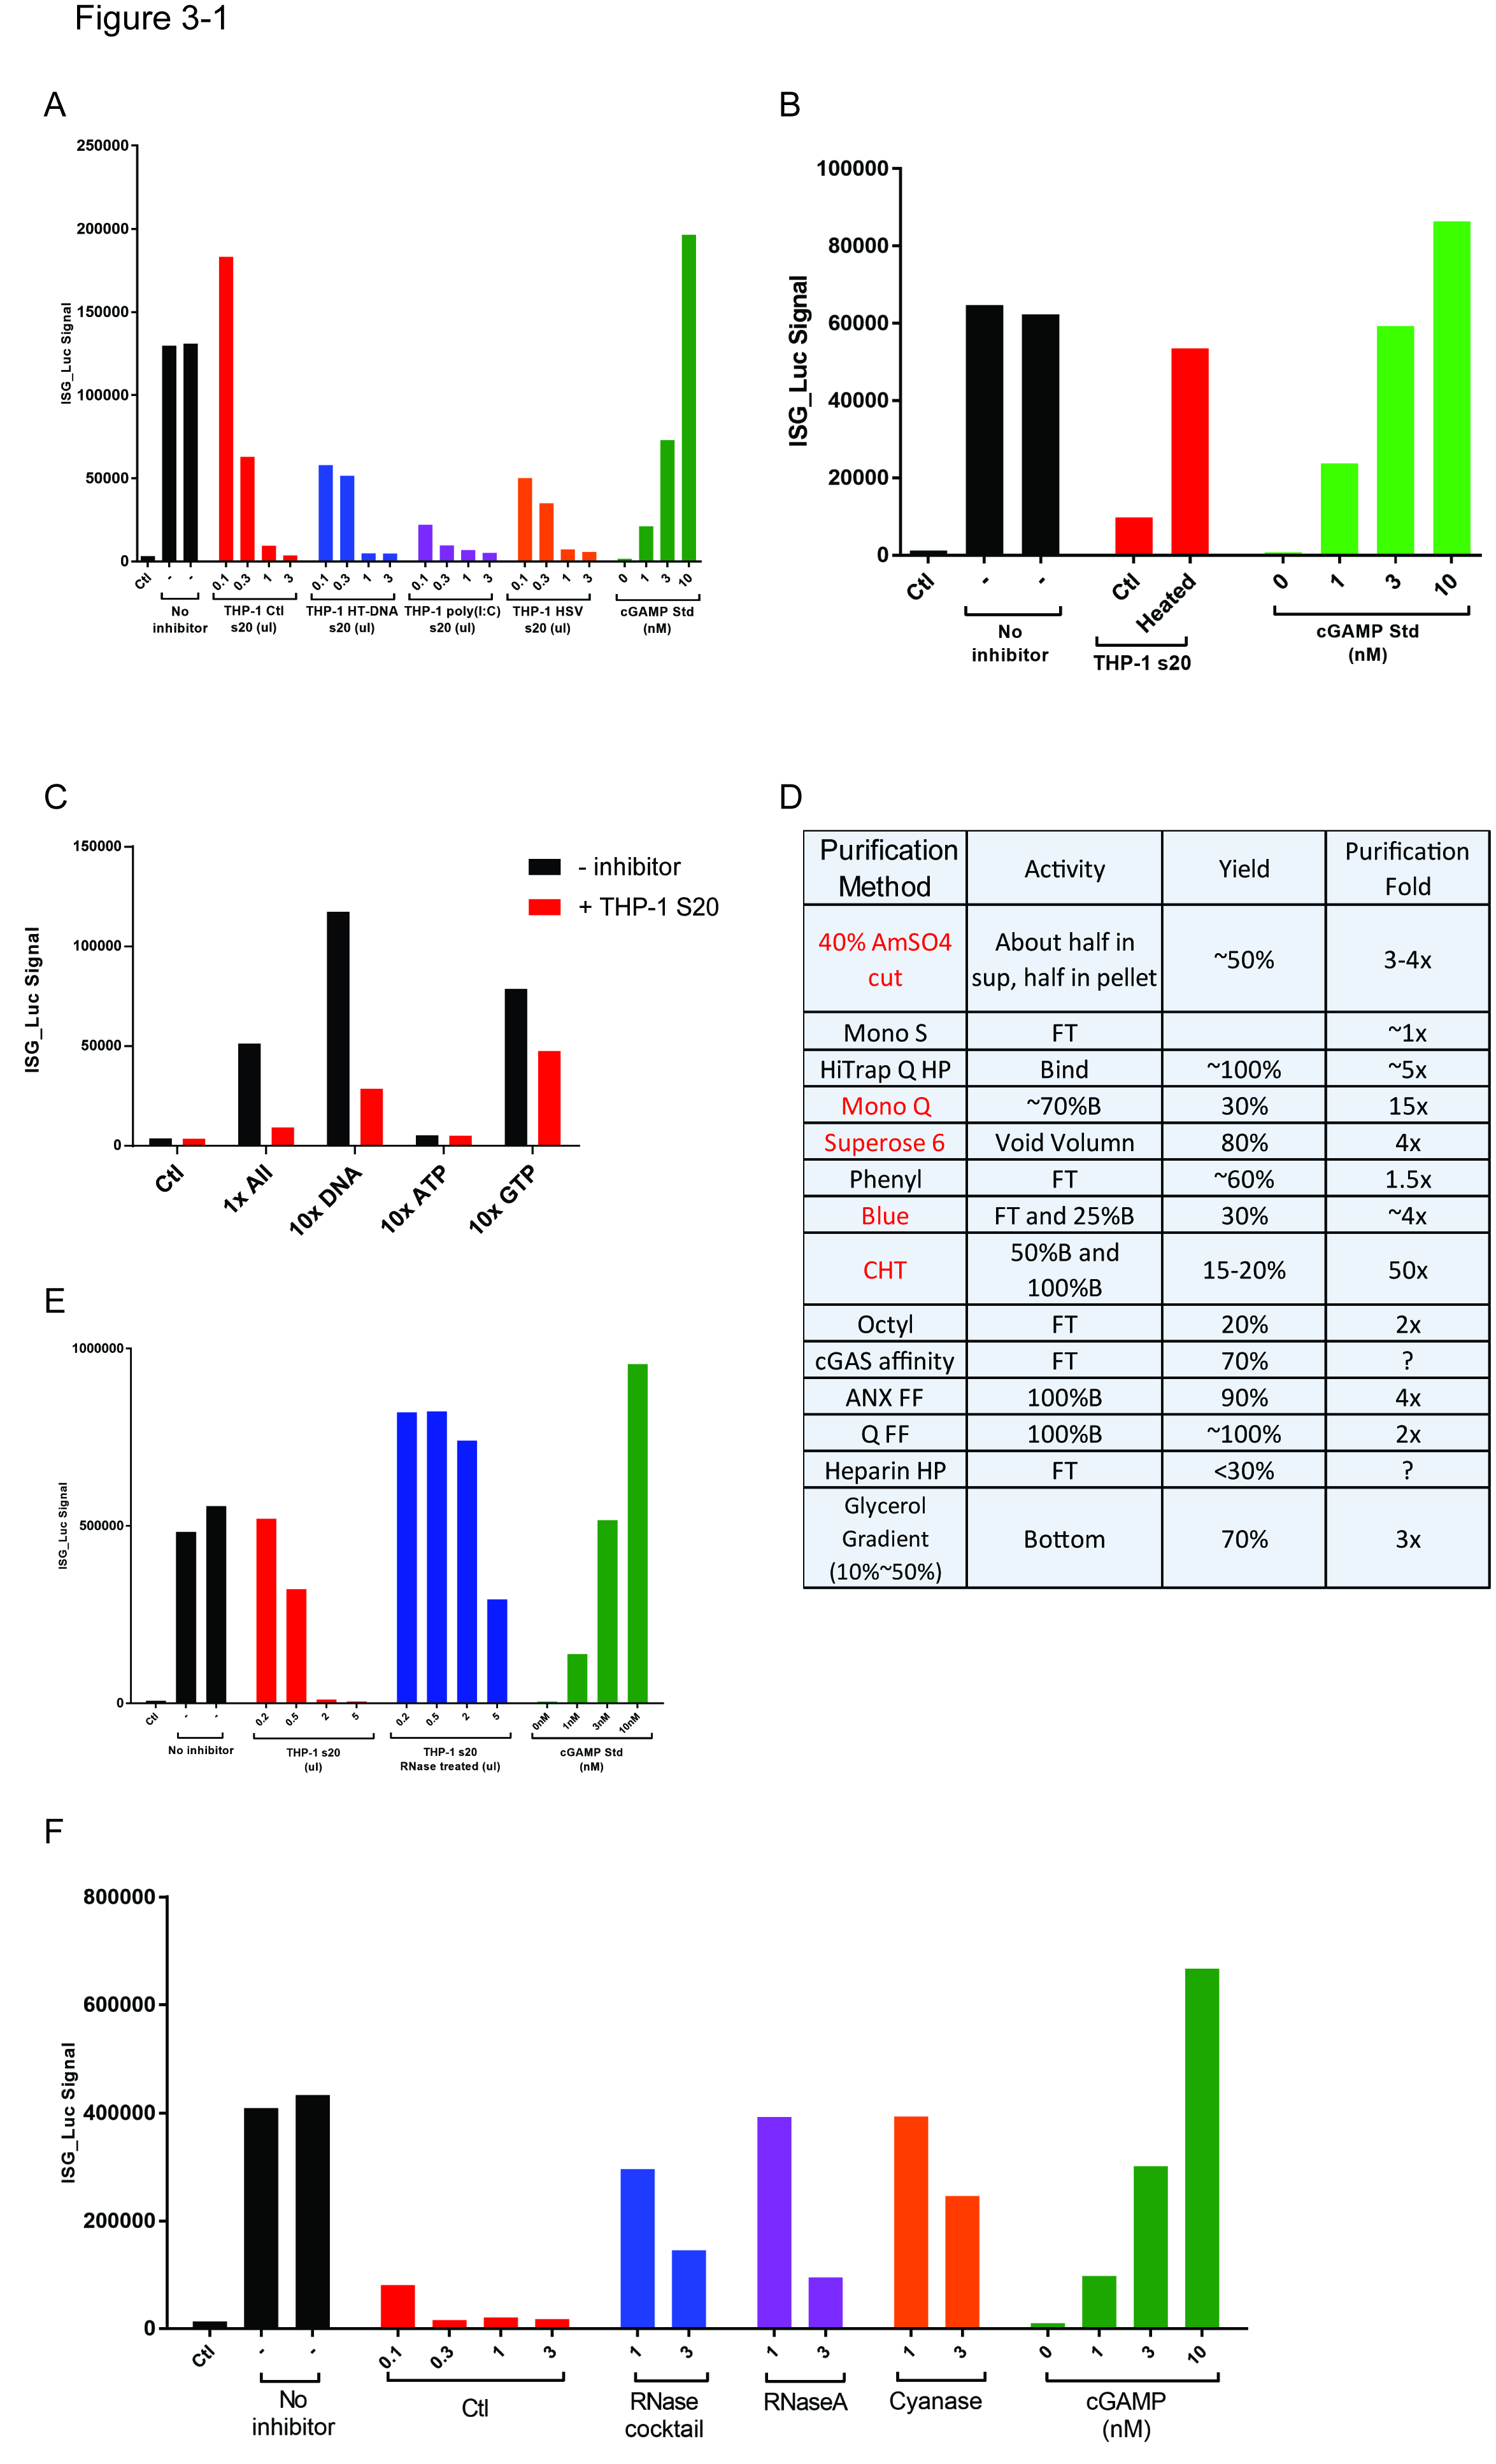 Figure 3-1
A
250000
200000
150000
100000
50000
0
ISG_Luc Signal
Ctl - - 0.1 0.3 1 3 0.1 0.3 1 3 0.1 0.3 1 3 0.1 0.3 1 3 0 1 3 10
No inhibitor
THP-1 Ctl s20 (ul)
THP-1 HT-DNA s20 (ul)
THP-1 poly(I:C) s20 (ul)
THP-1 HSV s20 (ul)
cGAMP Std (nM)
B
100000
80000
60000
40000
20000
0
ISG_Luc Signal
Ctl - - Ctl Heated 0 1 3 10
No inhibitor
THP-1 s20
cGAMP Std (nM)
C
150000
100000
50000
0
ISG_Luc Signal
- inhibitor
+ THP-1 S20
Ctl 1x All 10x DNA 10x ATP 10x GTP
D
Purification Method Activity Yield Purification Fold
40% AmSO4 cut About half in sup, half in pellet ~50% 3-4x
Mono S FT ~1x
HiTrap Q HP Bind ~100% ~5x
Mono Q ~70%B 30% 15x
Superose 6 Void Volumn 80% 4x
Phenyl FT ~60% 1.5x
Blue FT and 25%B 30% ~4x
CHT 50%B and 100%B 15-20% 50x
Octyl FT 20% 2x
cGAS affinity FT 70% ?
ANX FF 100%B 90% 4x
Q FF 100%B ~100% 2x
Heparin HP FT <30% ?
Glycerol Gradient (10%~50%) Bottom 70% 3x
E
1000000
500000
0
ISG_Luc Signal
Ctl - - 0.2 0.5 2 5 0.2 0.5 2 5 0nM 1nM 3nM 10nM
No inhibitor
THP-1 s20 (ul)
THP-1 s20 RNase treated (ul)
cGAMP Std (nM)
F
800000
600000
400000
200000
0
ISG_Luc Signal
Ctl - - 0.1 0.3 1 3 1 3 1 3 1 3 0 1 3 10
No inhibitor
Ctl
RNase cocktail
RNaseA
Cyanase
cGAMP (nM)